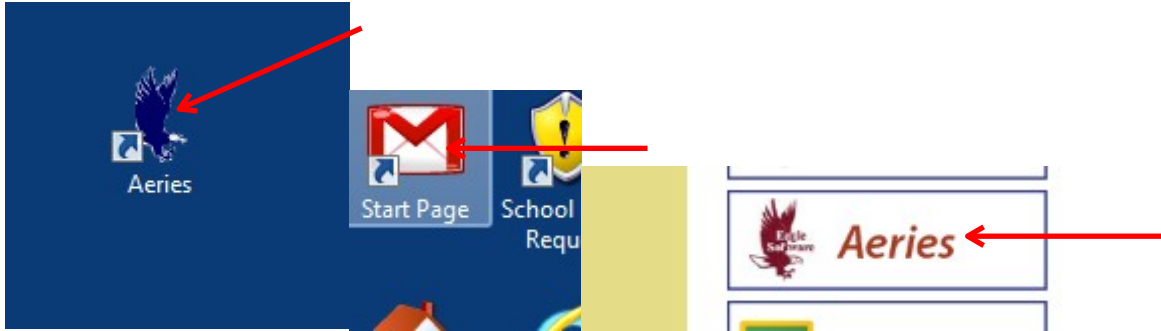 Aeries
Start Page
School
Requ
Eagle
Software
Aeries